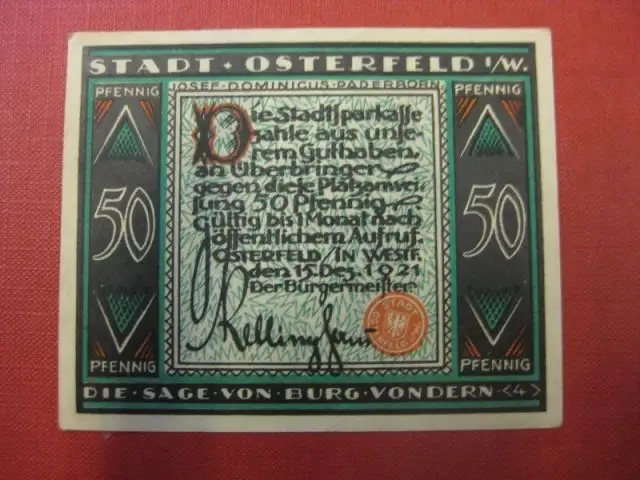 STADT · OSTERFELD I/W.
JOSEF-DOMINICUS-PADERBORN.
PFENNIG
PFENNIG
Die Stadtsparkasse
zahle aus unse-
rem Guthaben,
an Überbringer
gegen diese Platzanwei-
sung 50 Pfennig
Gültig bis 1 Monat nach
öffentlichem Aufruf.
OSTERFELD / IN WESTF.
den 15. Dez. 1921
Der Bürgermeister
50
50
Kellinghaus
STADT
PFENNIG
PFENNIG
DIE · SAGE · VON · BURG · VONDERN <4>